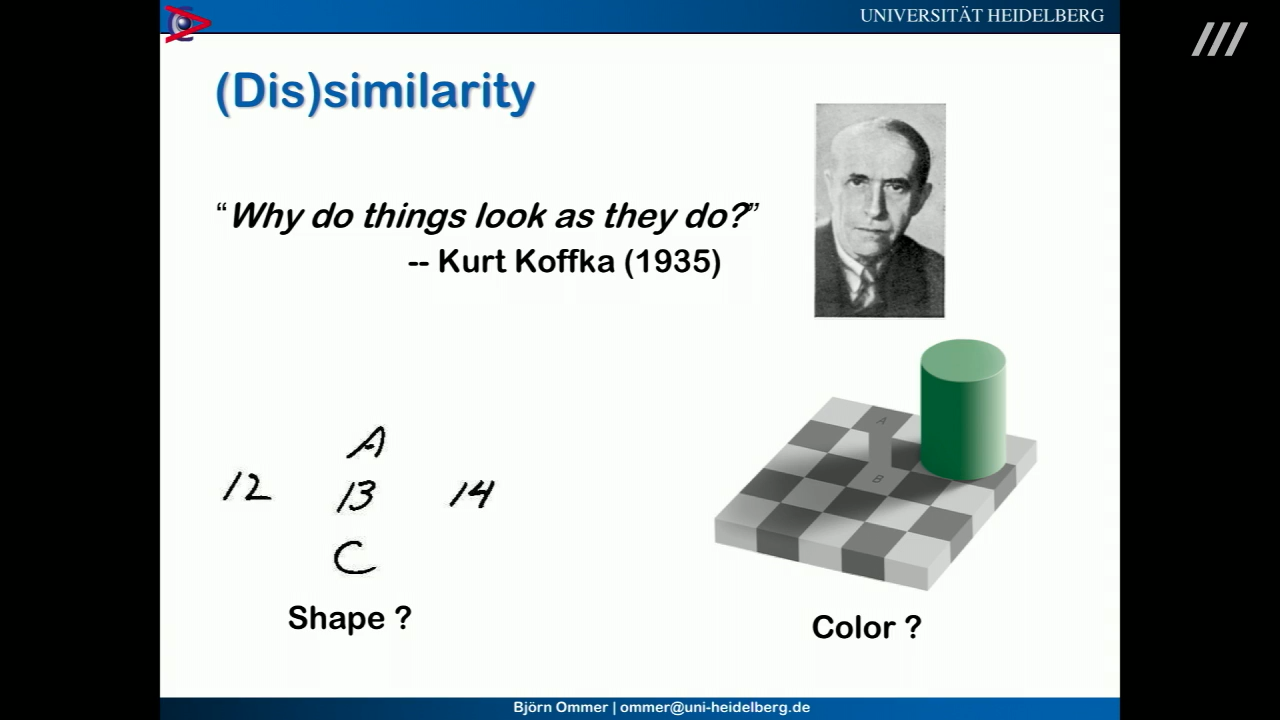 UNIVERSITÄT HEIDELBERG
(Dis)similarity
“Why do things look as they do?”
-- Kurt Koffka (1935)
A
12 13 14
C
Shape ?
A
B
Color ?
Björn Ommer | ommer@uni-heidelberg.de